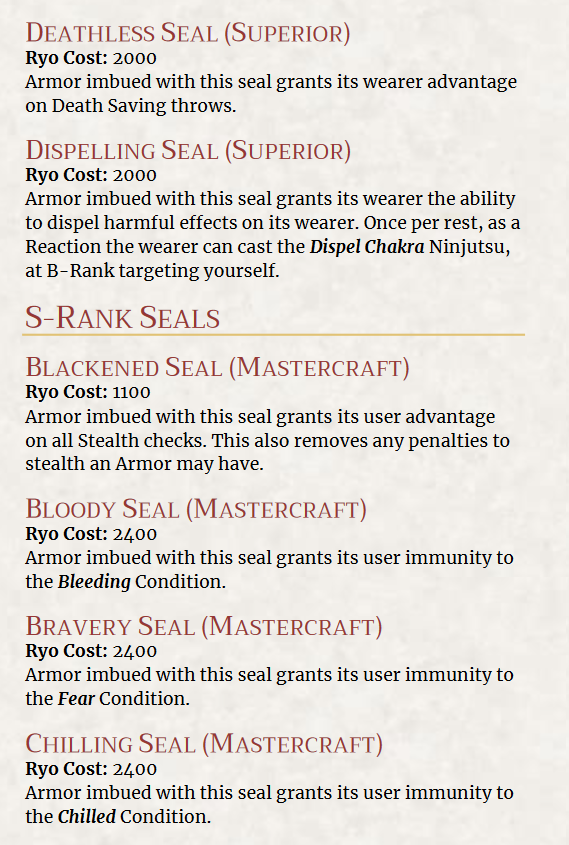 Deathless Seal (Superior)
Ryo Cost: 2000
Armor imbued with this seal grants its wearer advantage
on Death Saving throws.
Dispelling Seal (Superior)
Ryo Cost: 2000
Armor imbued with this seal grants its wearer the ability
to dispel harmful effects on its wearer. Once per rest, as a
Reaction the wearer can cast the Dispel Chakra Ninjutsu,
at B-Rank targeting yourself.
S-Rank Seals
Blackened Seal (Mastercraft)
Ryo Cost: 1100
Armor imbued with this seal grants its user advantage
on all Stealth checks. This also removes any penalties to
stealth an Armor may have.
Bloody Seal (Mastercraft)
Ryo Cost: 2400
Armor imbued with this seal grants its user immunity to
the Bleeding Condition.
Bravery Seal (Mastercraft)
Ryo Cost: 2400
Armor imbued with this seal grants its user immunity to
the Fear Condition.
Chilling Seal (Mastercraft)
Ryo Cost: 2400
Armor imbued with this seal grants its user immunity to
the Chilled Condition.